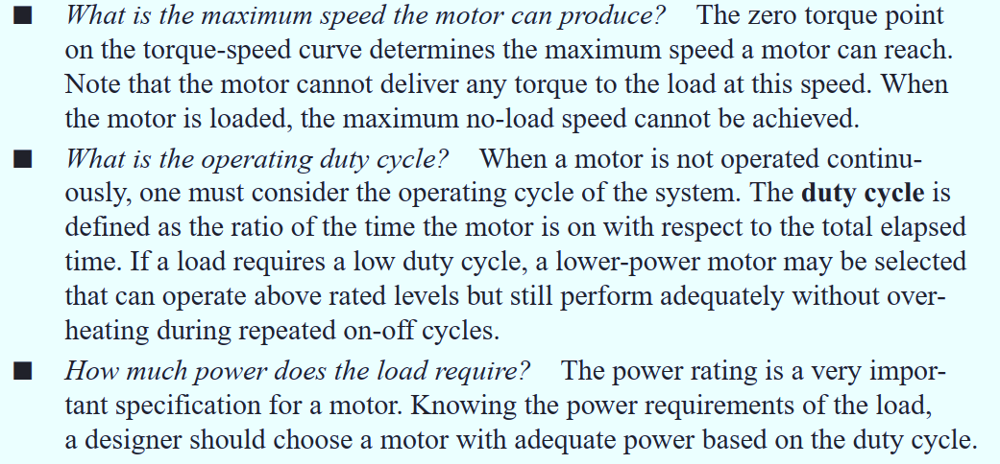 ■ What is the maximum speed the motor can produce? The zero torque point
on the torque-speed curve determines the maximum speed a motor can reach.
Note that the motor cannot deliver any torque to the load at this speed. When
the motor is loaded, the maximum no-load speed cannot be achieved.
■ What is the operating duty cycle? When a motor is not operated continu-
ously, one must consider the operating cycle of the system. The duty cycle is
defined as the ratio of the time the motor is on with respect to the total elapsed
time. If a load requires a low duty cycle, a lower-power motor may be selected
that can operate above rated levels but still perform adequately without over-
heating during repeated on-off cycles.
■ How much power does the load require? The power rating is a very impor-
tant specification for a motor. Knowing the power requirements of the load,
a designer should choose a motor with adequate power based on the duty cycle.